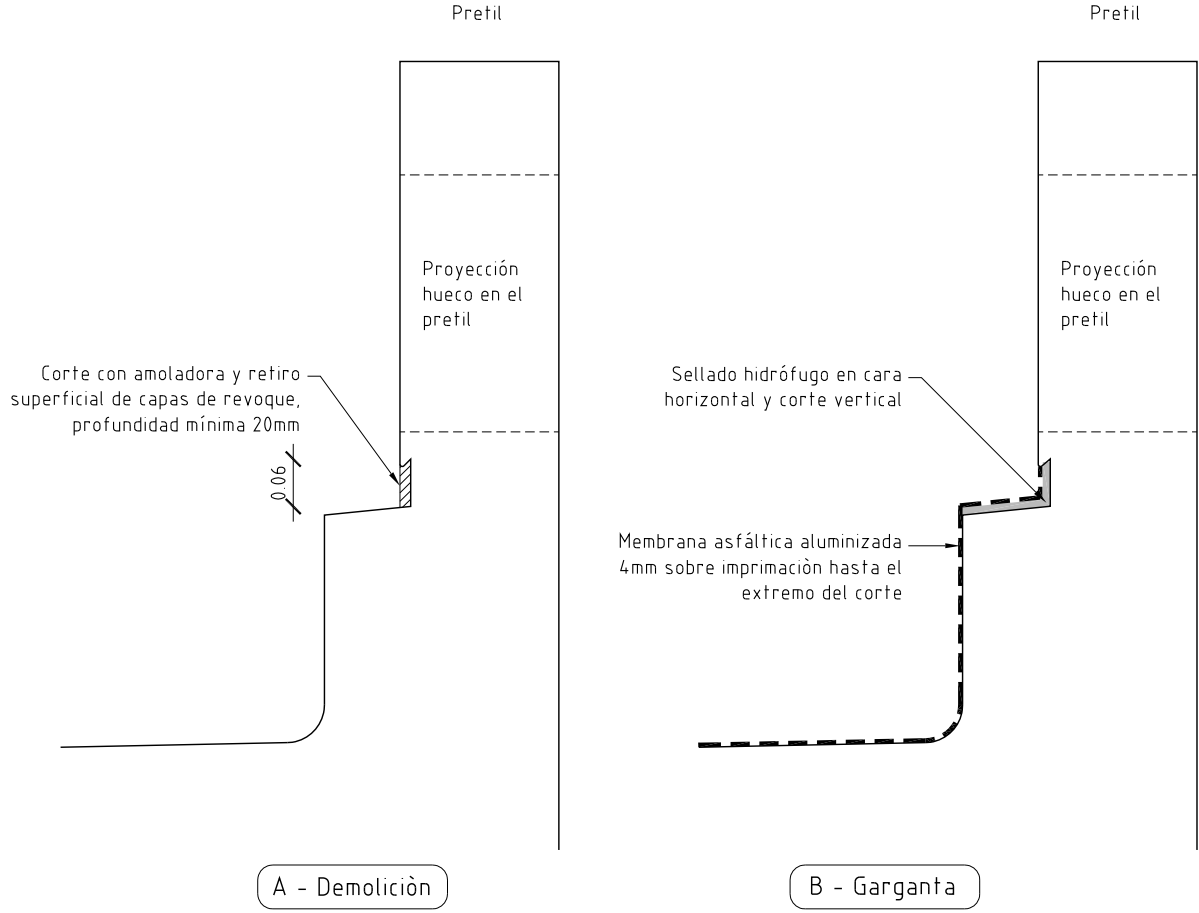 Pretil
Proyección
hueco en el
pretil
Corte con amoladora y retiro
superficial de capas de revoque,
profundidad mínima 20mm
0.06
A - Demoliciòn
Pretil
Proyección
hueco en el
pretil
Sellado hidrófugo en cara
horizontal y corte vertical
Membrana asfáltica aluminizada
4mm sobre imprimaciòn hasta el
extremo del corte
B - Garganta